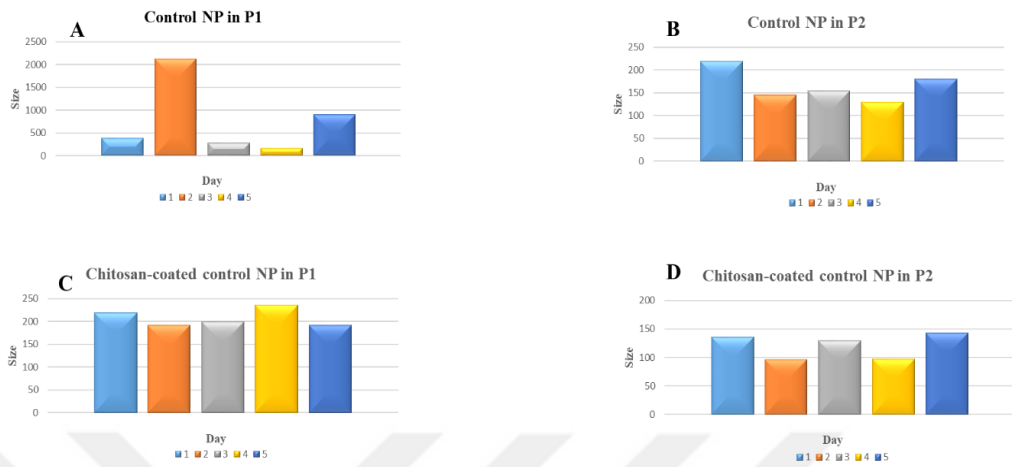 A
Control NP in P1
2500
2000
1500
1000
500
0
Size
Day
1 2 3 4 5
B
Control NP in P2
250
200
150
100
50
0
Size
Day
1 2 3 4 5
C
Chitosan-coated control NP in P1
250
200
150
100
50
0
Size
Day
1 2 3 4 5
D
Chitosan-coated control NP in P2
200
150
100
50
0
Size
Day
1 2 3 4 5